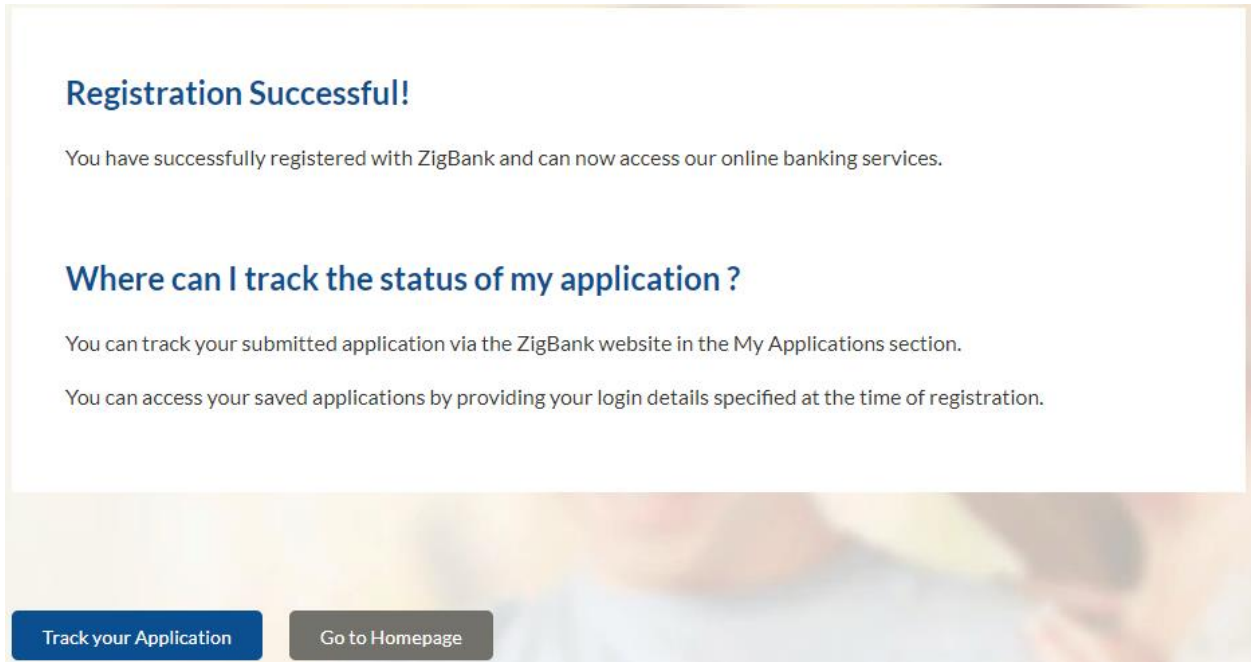 Registration Successful!
You have successfully registered with ZigBank and can now access our online banking services.
Where can I track the status of my application ?
You can track your submitted application via the ZigBank website in the My Applications section.
You can access your saved applications by providing your login details specified at the time of registration.
Track your Application
Go to Homepage